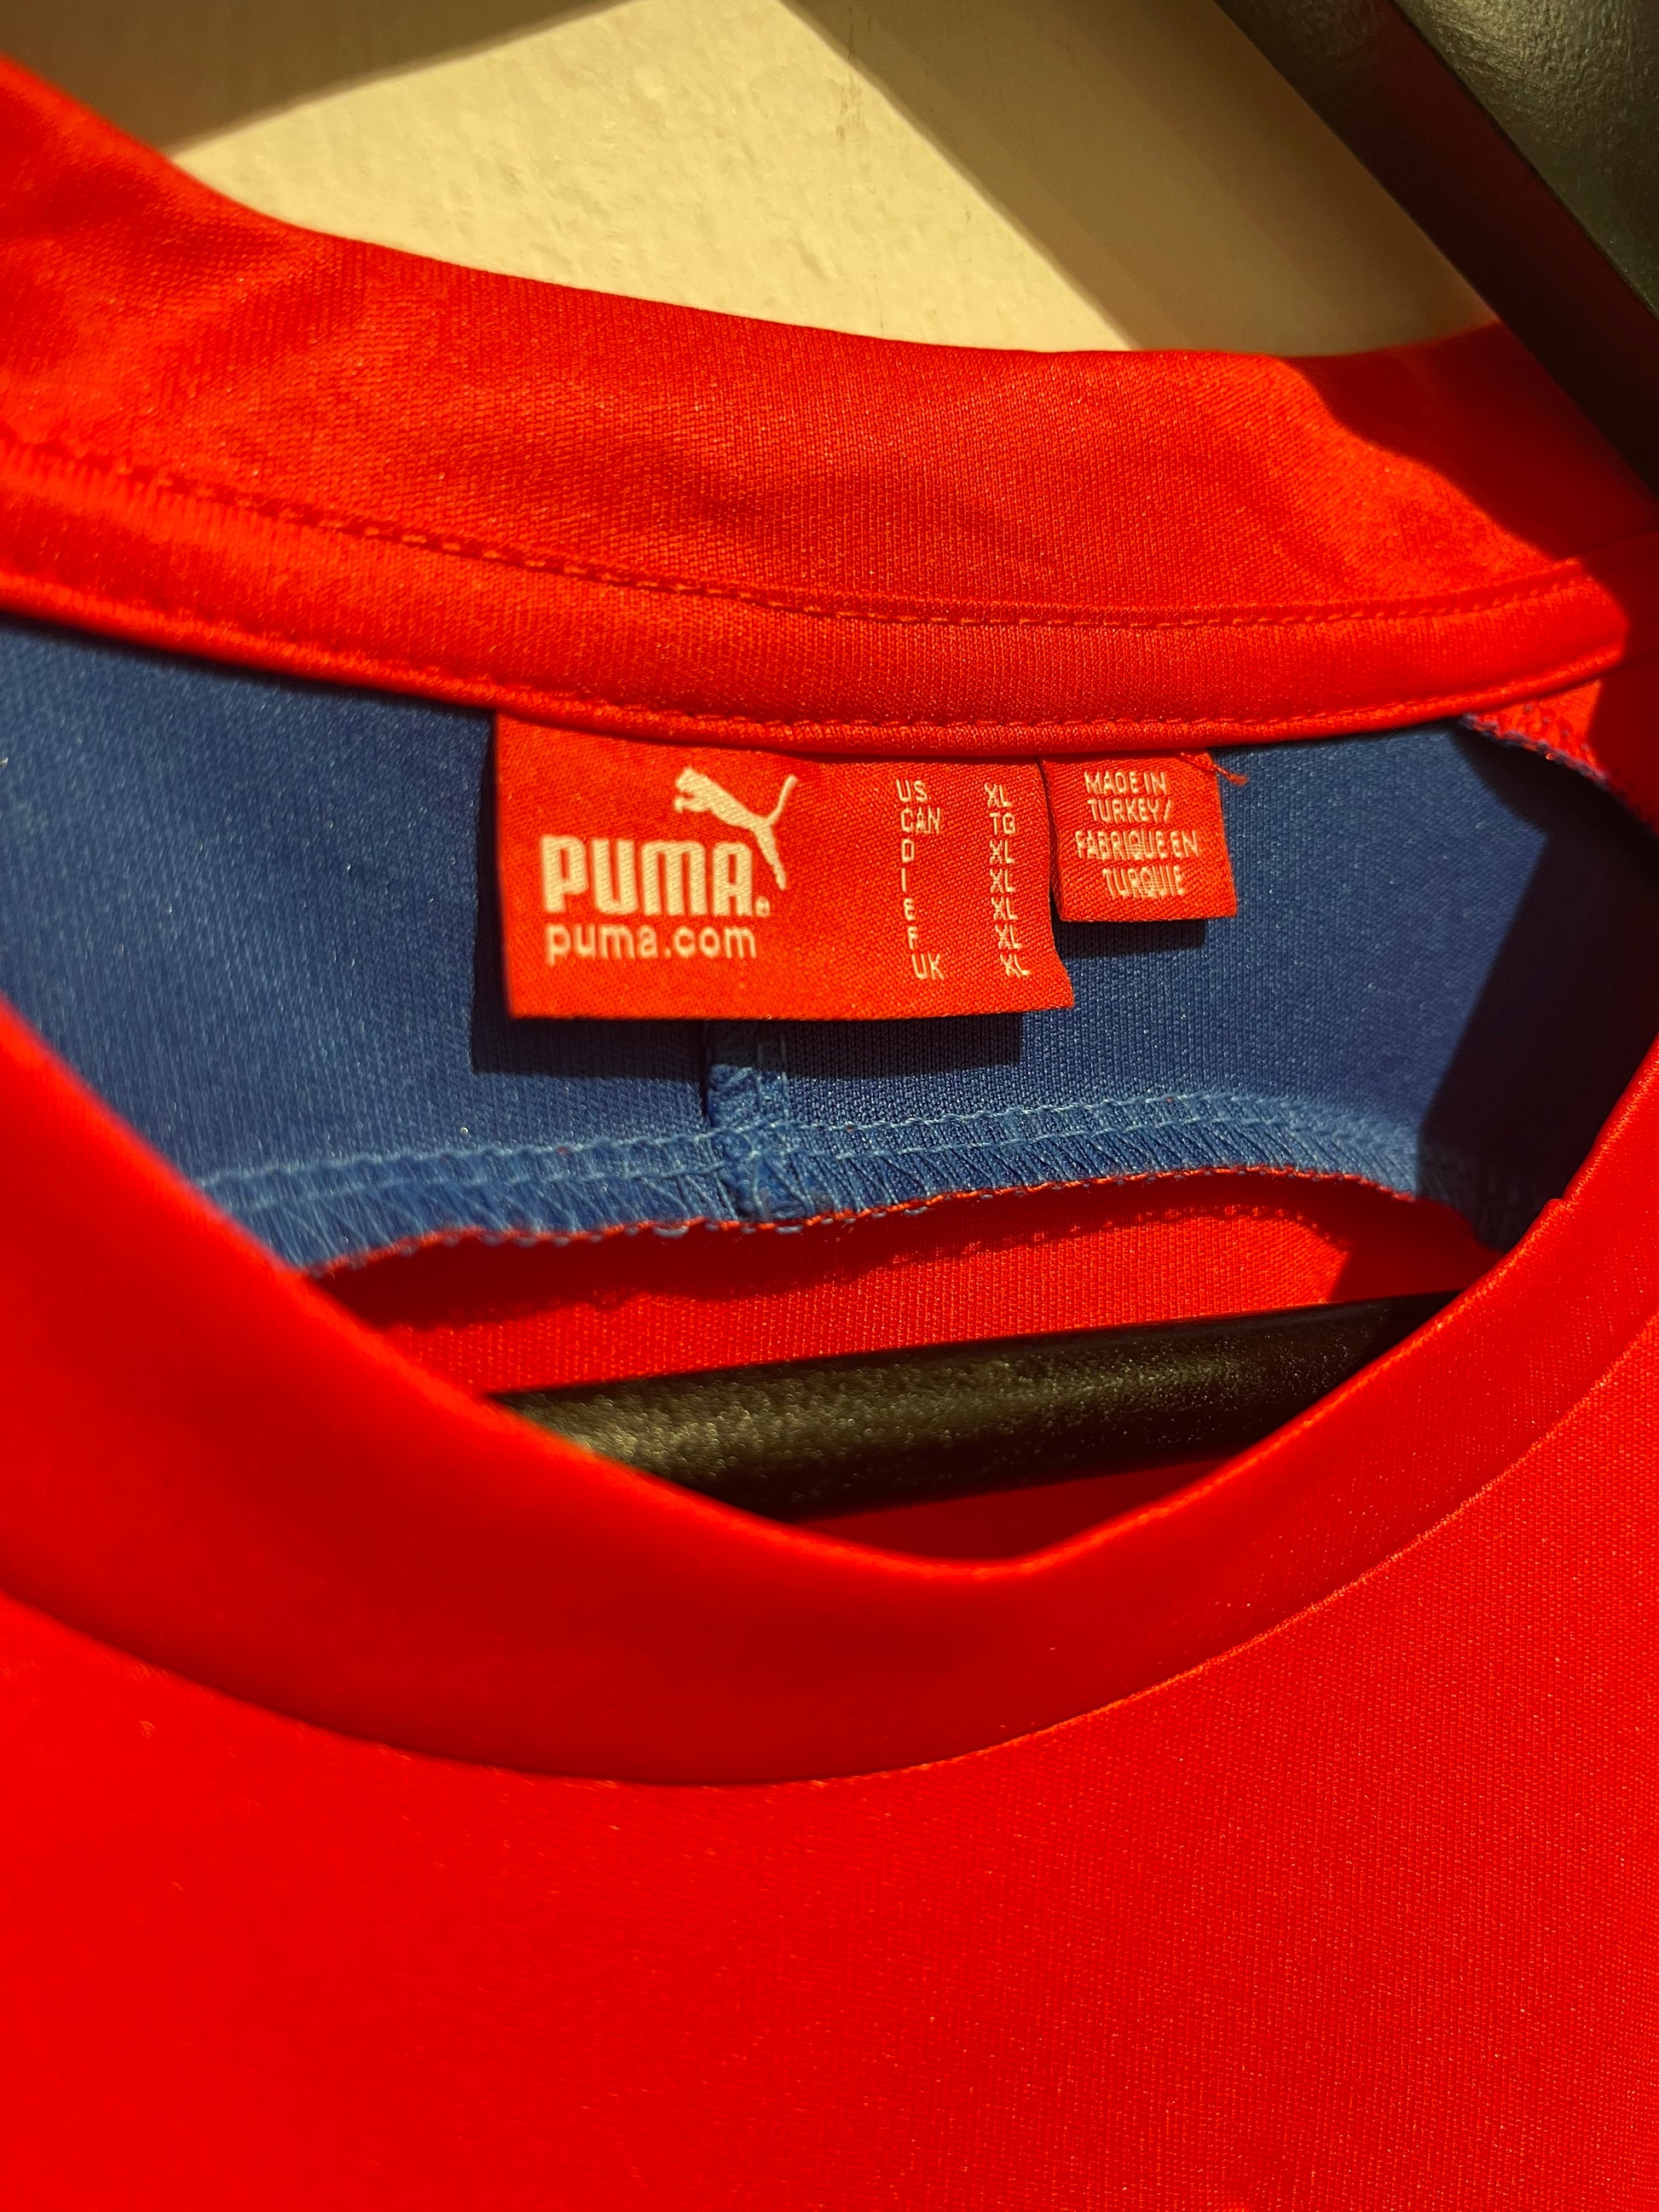 PUMA®
puma.com
US XL
CAN TG
D XL
I XL
E XL
F XL
UK XL
MADE IN
TURKEY/
FABRIQUE EN
TURQUIE